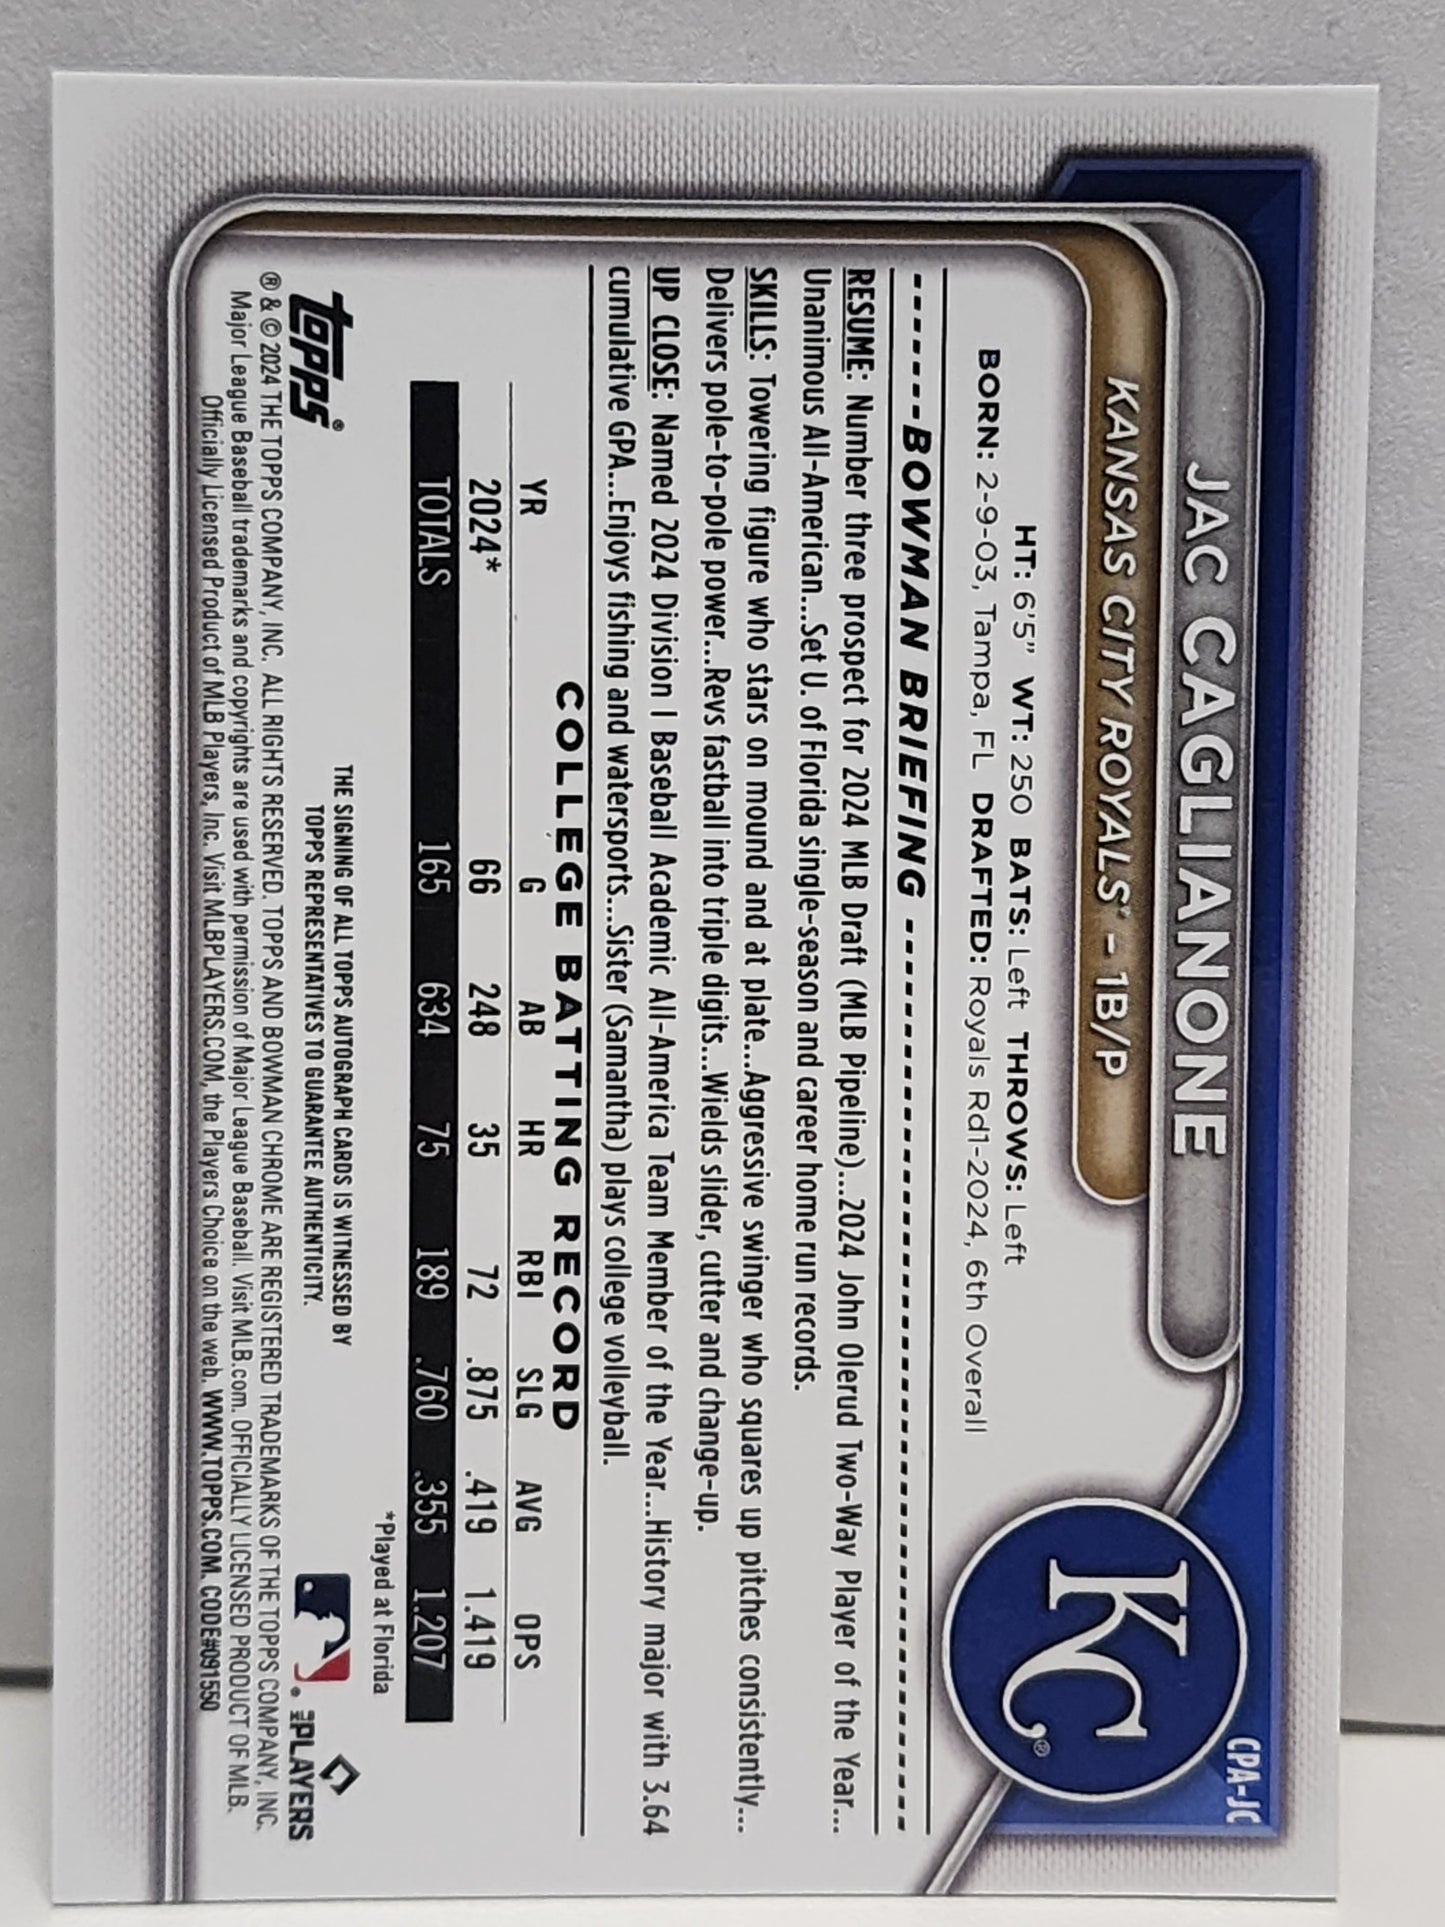 CPA-JC
JAC CAGLIANONE
KANSAS CITY ROYALS® – 1B/P
KC®
HT: 6'5" WT: 250 BATS: Left THROWS: Left
BORN: 2-9-03, Tampa, FL DRAFTED: Royals Rd1-2024, 6th Overall
BOWMAN BRIEFING
RESUME: Number three prospect for 2024 MLB Draft (MLB Pipeline)...2024 John Olerud Two-Way Player of the Year...
Unanimous All-American...Set U. of Florida single-season and career home run records.
SKILLS: Towering figure who stars on mound and at plate...Aggressive swinger who squares up pitches consistently...
Delivers pole-to-pole power...Revs fastball into triple digits...Wields slider, cutter and change-up.
UP CLOSE: Named 2024 Division I Baseball Academic All-America Team Member of the Year...History major with 3.64
cumulative GPA...Enjoys fishing and watersports...Sister (Samantha) plays college volleyball.
COLLEGE BATTING RECORD
YR G AB HR RBI SLG AVG OPS
2024* 66 248 35 72 .875 .419 1.419
TOTALS 165 634 75 189 .760 .355 1.207
*Played at Florida
topps®
THE SIGNING OF ALL TOPPS AUTOGRAPH CARDS IS WITNESSED BY
TOPPS REPRESENTATIVES TO GUARANTEE AUTHENTICITY.
MLB PLAYERS
® & © 2024 THE TOPPS COMPANY, INC. ALL RIGHTS RESERVED. TOPPS AND BOWMAN CHROME ARE REGISTERED TRADEMARKS OF THE TOPPS COMPANY, INC.
Major League Baseball trademarks and copyrights are used with permission of Major League Baseball. Visit MLB.com. OFFICIALLY LICENSED PRODUCT OF MLB.
Officially Licensed Product of MLB Players, Inc. Visit MLBPLAYERS.COM, the Players Choice on the web. WWW.TOPPS.COM. CODE#091550